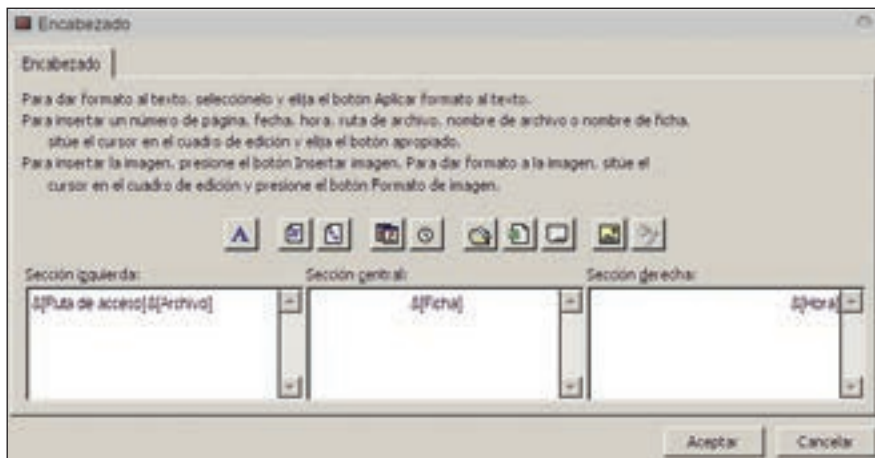 Encabezado
Encabezado
Para dar formato al texto, selecciónelo y elija el botón Aplicar formato al texto.
Para insertar un número de página, fecha, hora, ruta de archivo, nombre de archivo o nombre de ficha,
sitúe el cursor en el cuadro de edición y elija el botón apropiado.
Para insertar la imagen, presione el botón Insertar imagen. Para dar formato a la imagen, sitúe el
cursor en el cuadro de edición y presione el botón Formato de imagen.
A
Sección izquierda: Sección central: Sección derecha:
&[Ruta de acceso]&[Archivo] &[Ficha] &[Hora]
Aceptar Cancelar